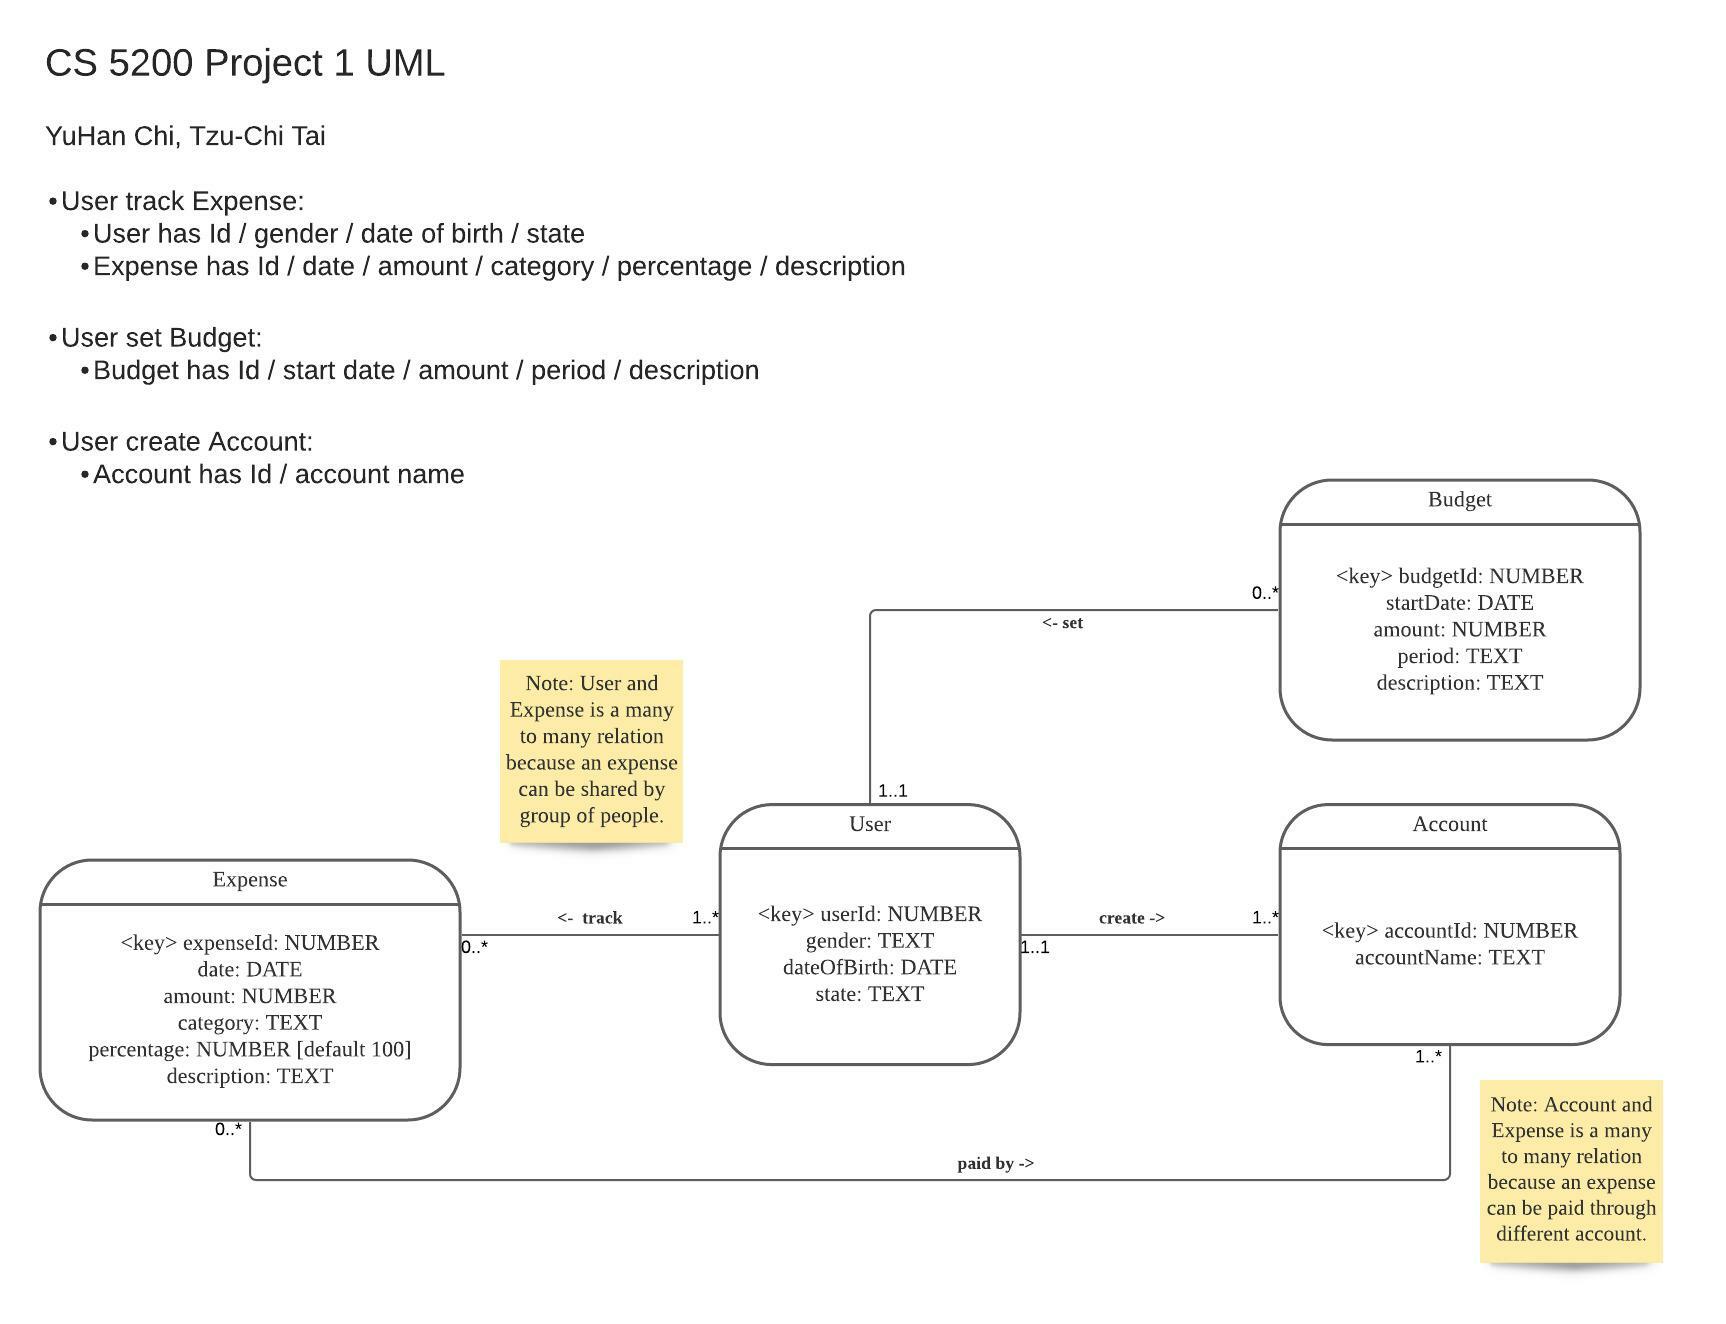 CS 5200 Project 1 UML
YuHan Chi, Tzu-Chi Tai
•User track Expense:
•User has Id / gender / date of birth / state
•Expense has Id / date / amount / category / percentage / description
•User set Budget:
•Budget has Id / start date / amount / period / description
•User create Account:
•Account has Id / account name
Budget
<key> budgetId: NUMBER
startDate: DATE
amount: NUMBER
period: TEXT
description: TEXT
0..*
<- set
1..1
Note: User and
Expense is a many
to many relation
because an expense
can be shared by
group of people.
User
<key> userId: NUMBER
gender: TEXT
dateOfBirth: DATE
state: TEXT
Account
<key> accountId: NUMBER
accountName: TEXT
Expense
<key> expenseId: NUMBER
date: DATE
amount: NUMBER
category: TEXT
percentage: NUMBER [default 100]
description: TEXT
<-  track
1..*
0..*
create ->
1..*
1..1
1..*
0..*
paid by ->
Note: Account and
Expense is a many
to many relation
because an expense
can be paid through
different account.